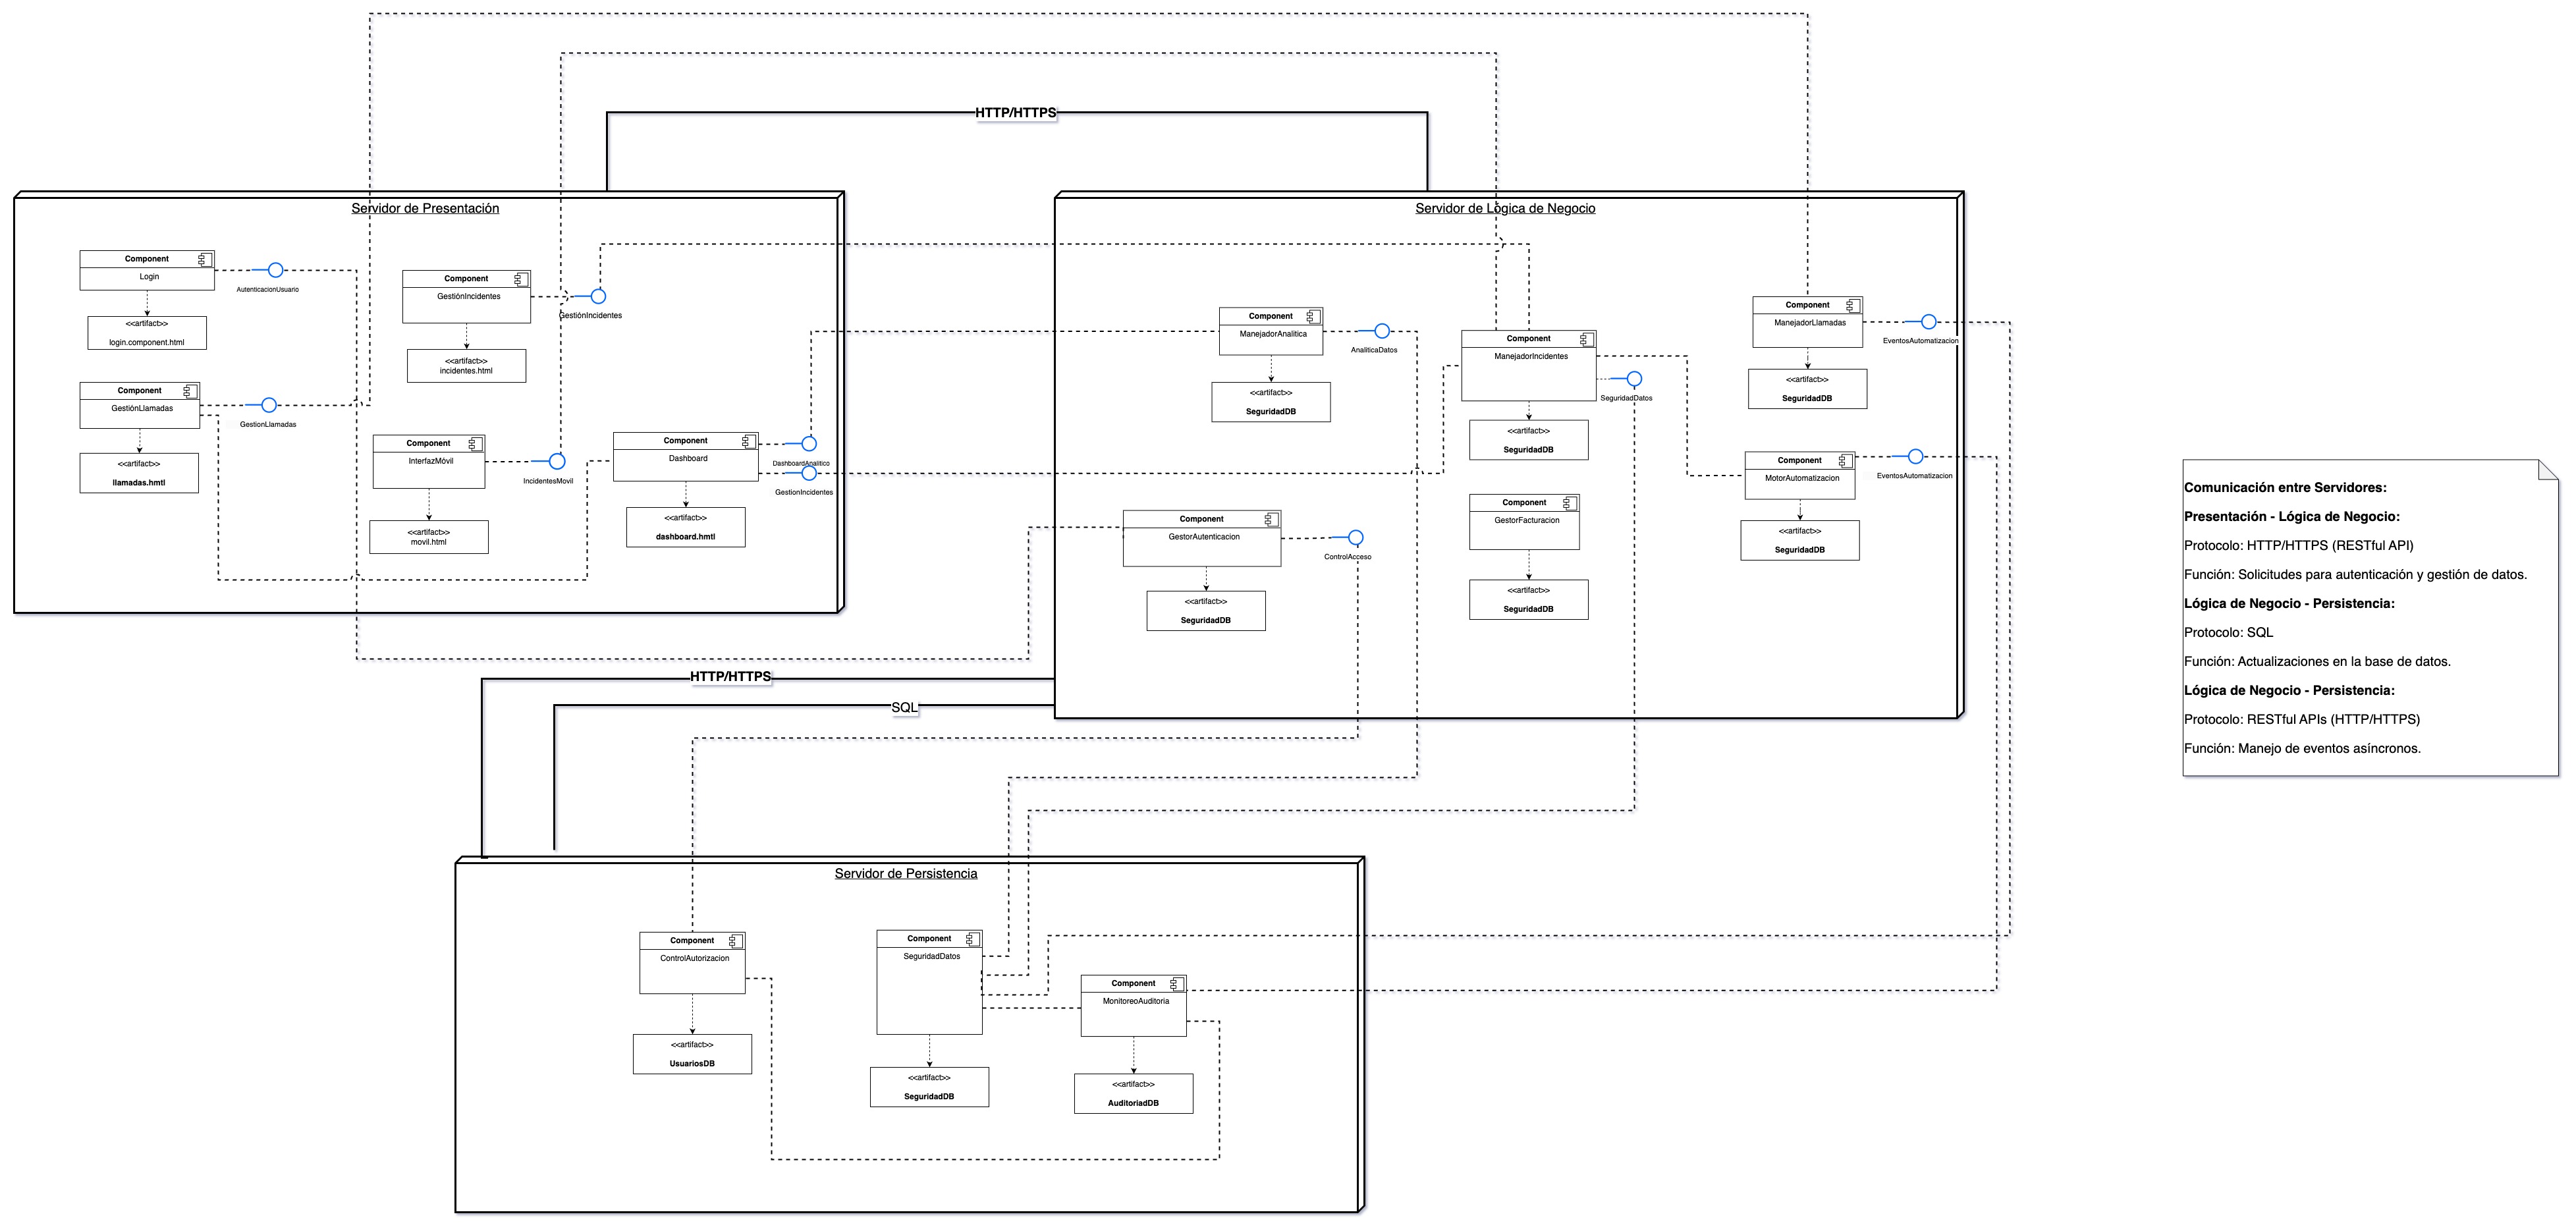 HTTP/HTTPS
Servidor de Presentación
Component
Login
AutenticacionUsuario
<<artifact>>
login.component.html
Component
GestiónIncidentes
GestiónIncidentes
<<artifact>>
incidentes.html
Component
GestiónLlamadas
GestionLlamadas
<<artifact>>
llamadas.hmtl
Component
InterfazMóvil
IncidentesMovil
<<artifact>>
movil.html
Component
Dashboard
DashboardAnalitico
GestionIncidentes
<<artifact>>
dashboard.hmtl
Servidor de Lógica de Negocio
Component
ManejadorAnalitica
AnaliticaDatos
<<artifact>>
SeguridadDB
Component
ManejadorIncidentes
SeguridadDatos
<<artifact>>
SeguridadDB
Component
ManejadorLlamadas
EventosAutomatizacion
<<artifact>>
SeguridadDB
Component
MotorAutomatizacion
EventosAutomatizacion
<<artifact>>
SeguridadDB
Component
GestorAutenticacion
ControlAcceso
<<artifact>>
SeguridadDB
Component
GestorFacturacion
<<artifact>>
SeguridadDB
HTTP/HTTPS
SQL
Servidor de Persistencia
Component
ControlAutorizacion
<<artifact>>
UsuariosDB
Component
SeguridadDatos
<<artifact>>
SeguridadDB
Component
MonitoreoAuditoria
<<artifact>>
AuditoriadDB
Comunicación entre Servidores:
Presentación - Lógica de Negocio:
Protocolo: HTTP/HTTPS (RESTful API)
Función: Solicitudes para autenticación y gestión de datos.
Lógica de Negocio - Persistencia:
Protocolo: SQL
Función: Actualizaciones en la base de datos.
Lógica de Negocio - Persistencia:
Protocolo: RESTful APIs (HTTP/HTTPS)
Función: Manejo de eventos asíncronos.